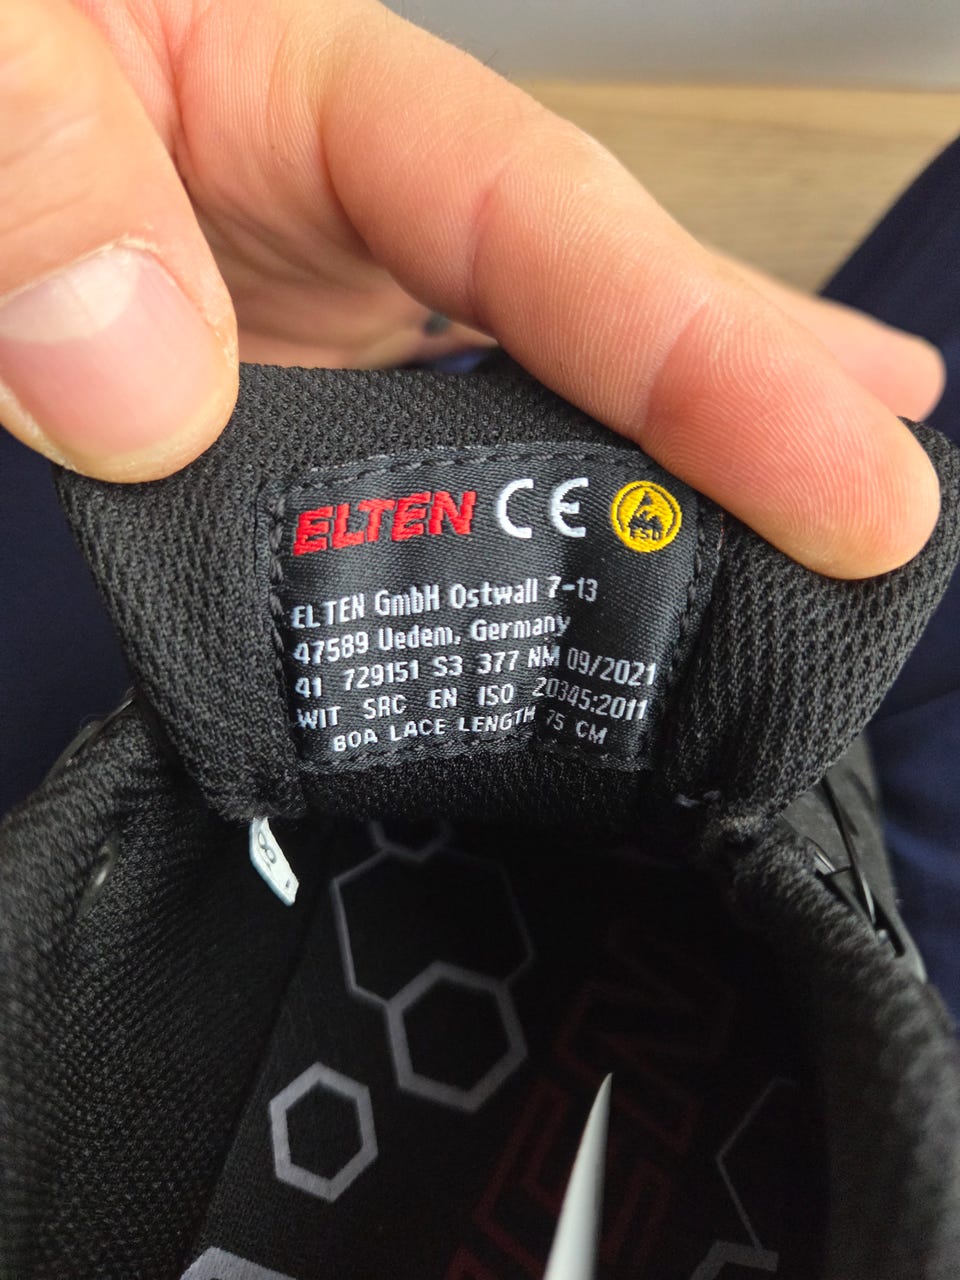 ELTEN CE ESD
ELTEN GmbH Ostwall 7-13
47589 Uedem, Germany
41 729151 S3 377 NM 09/2021
WIT SRC EN ISO 20345:2011
BOA LACE LENGTH 75 CM